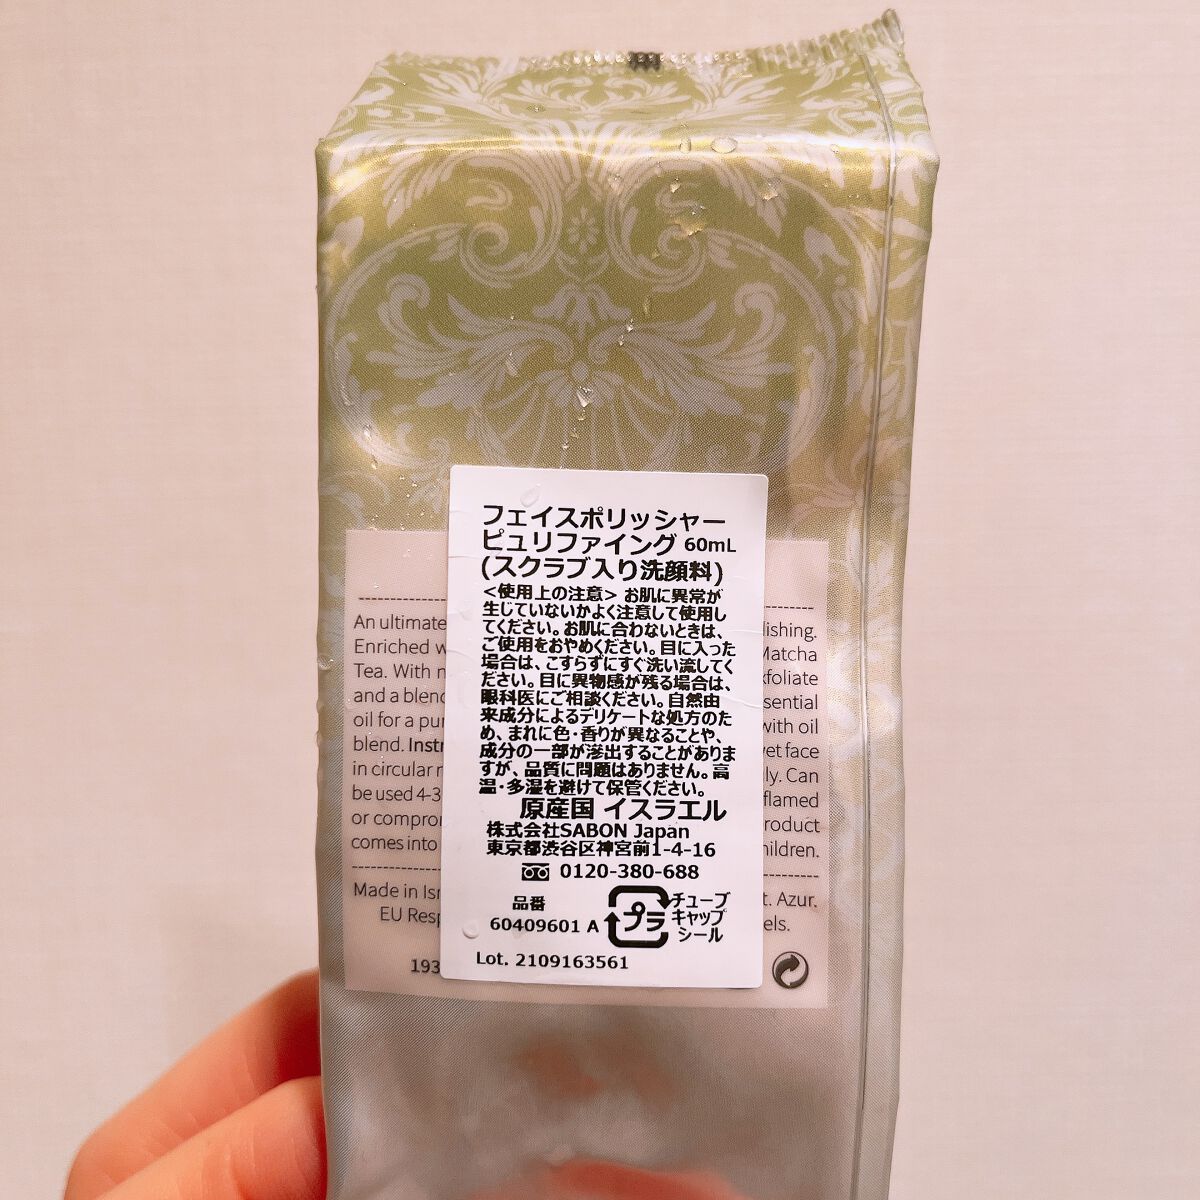 フェイスポリッシャー
ピュリファイング 60mL
(スクラブ入り洗顔料)
<使用上の注意> お肌に異常が
生じていないかよく注意して使用し
てください。お肌に合わないときは、
ご使用をおやめください。目に入った
場合は、こすらずにすぐ洗い流してく
ださい。目に異物感が残る場合は、
眼科医にご相談ください。自然由
来成分によるデリケートな処方のた
め、まれに色・香りが異なることや、
成分の一部が滲出することがありま
すが、品質に問題はありません。高
温・多湿を避けて保管ください。
原産国 イスラエル
株式会社SABON Japan
東京都渋谷区神宮前1-4-16
0120-380-688
品番
60409601 A
プラ
チューブ
キャップ
シール
Lot. 2109163561
An ultimate
Enriched
Tea. With
and a blend
oil for a
blend.
in circular
be used 4-3
or
comes into
Made in
EU
193
Matcha
with oil
face
Can
product
children.
Azur.